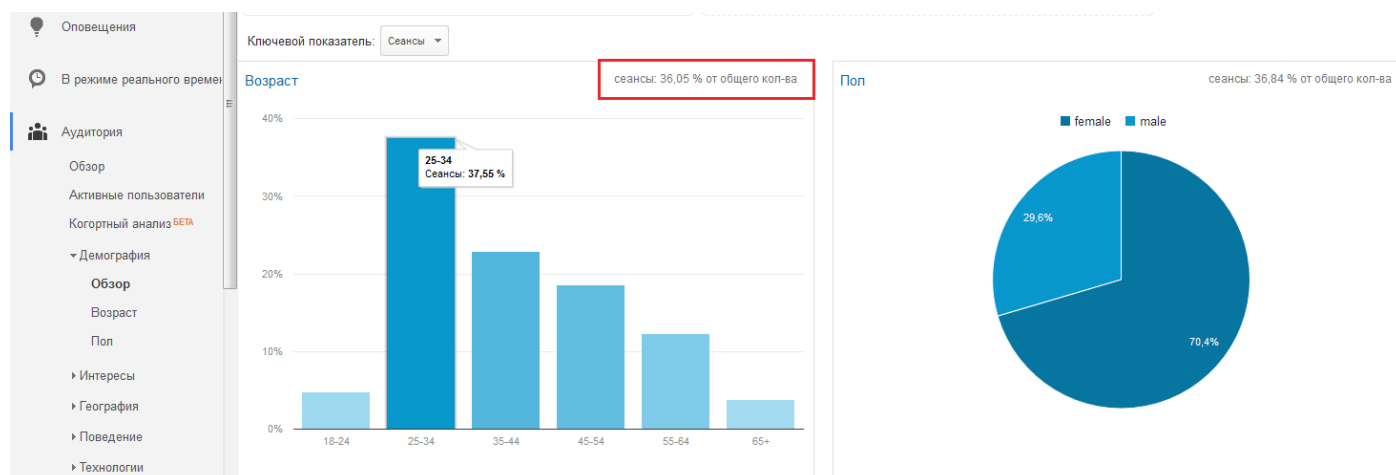 Оповещения
В режиме реального времен
Аудитория
Обзор
Активные пользователи
Когортный анализ БЕТА
Демография
Обзор
Возраст
Пол
Интересы
География
Поведение
Технологии
Ключевой показатель: Сеансы
Возраст
сеансы: 36,05 % от общего кол-ва
40%
30%
20%
10%
0%
25-34
Сеансы: 37,55 %
18-24 25-34 35-44 45-54 55-64 65+
Пол
сеансы: 36,84 % от общего кол-ва
female male
29,6%
70,4%